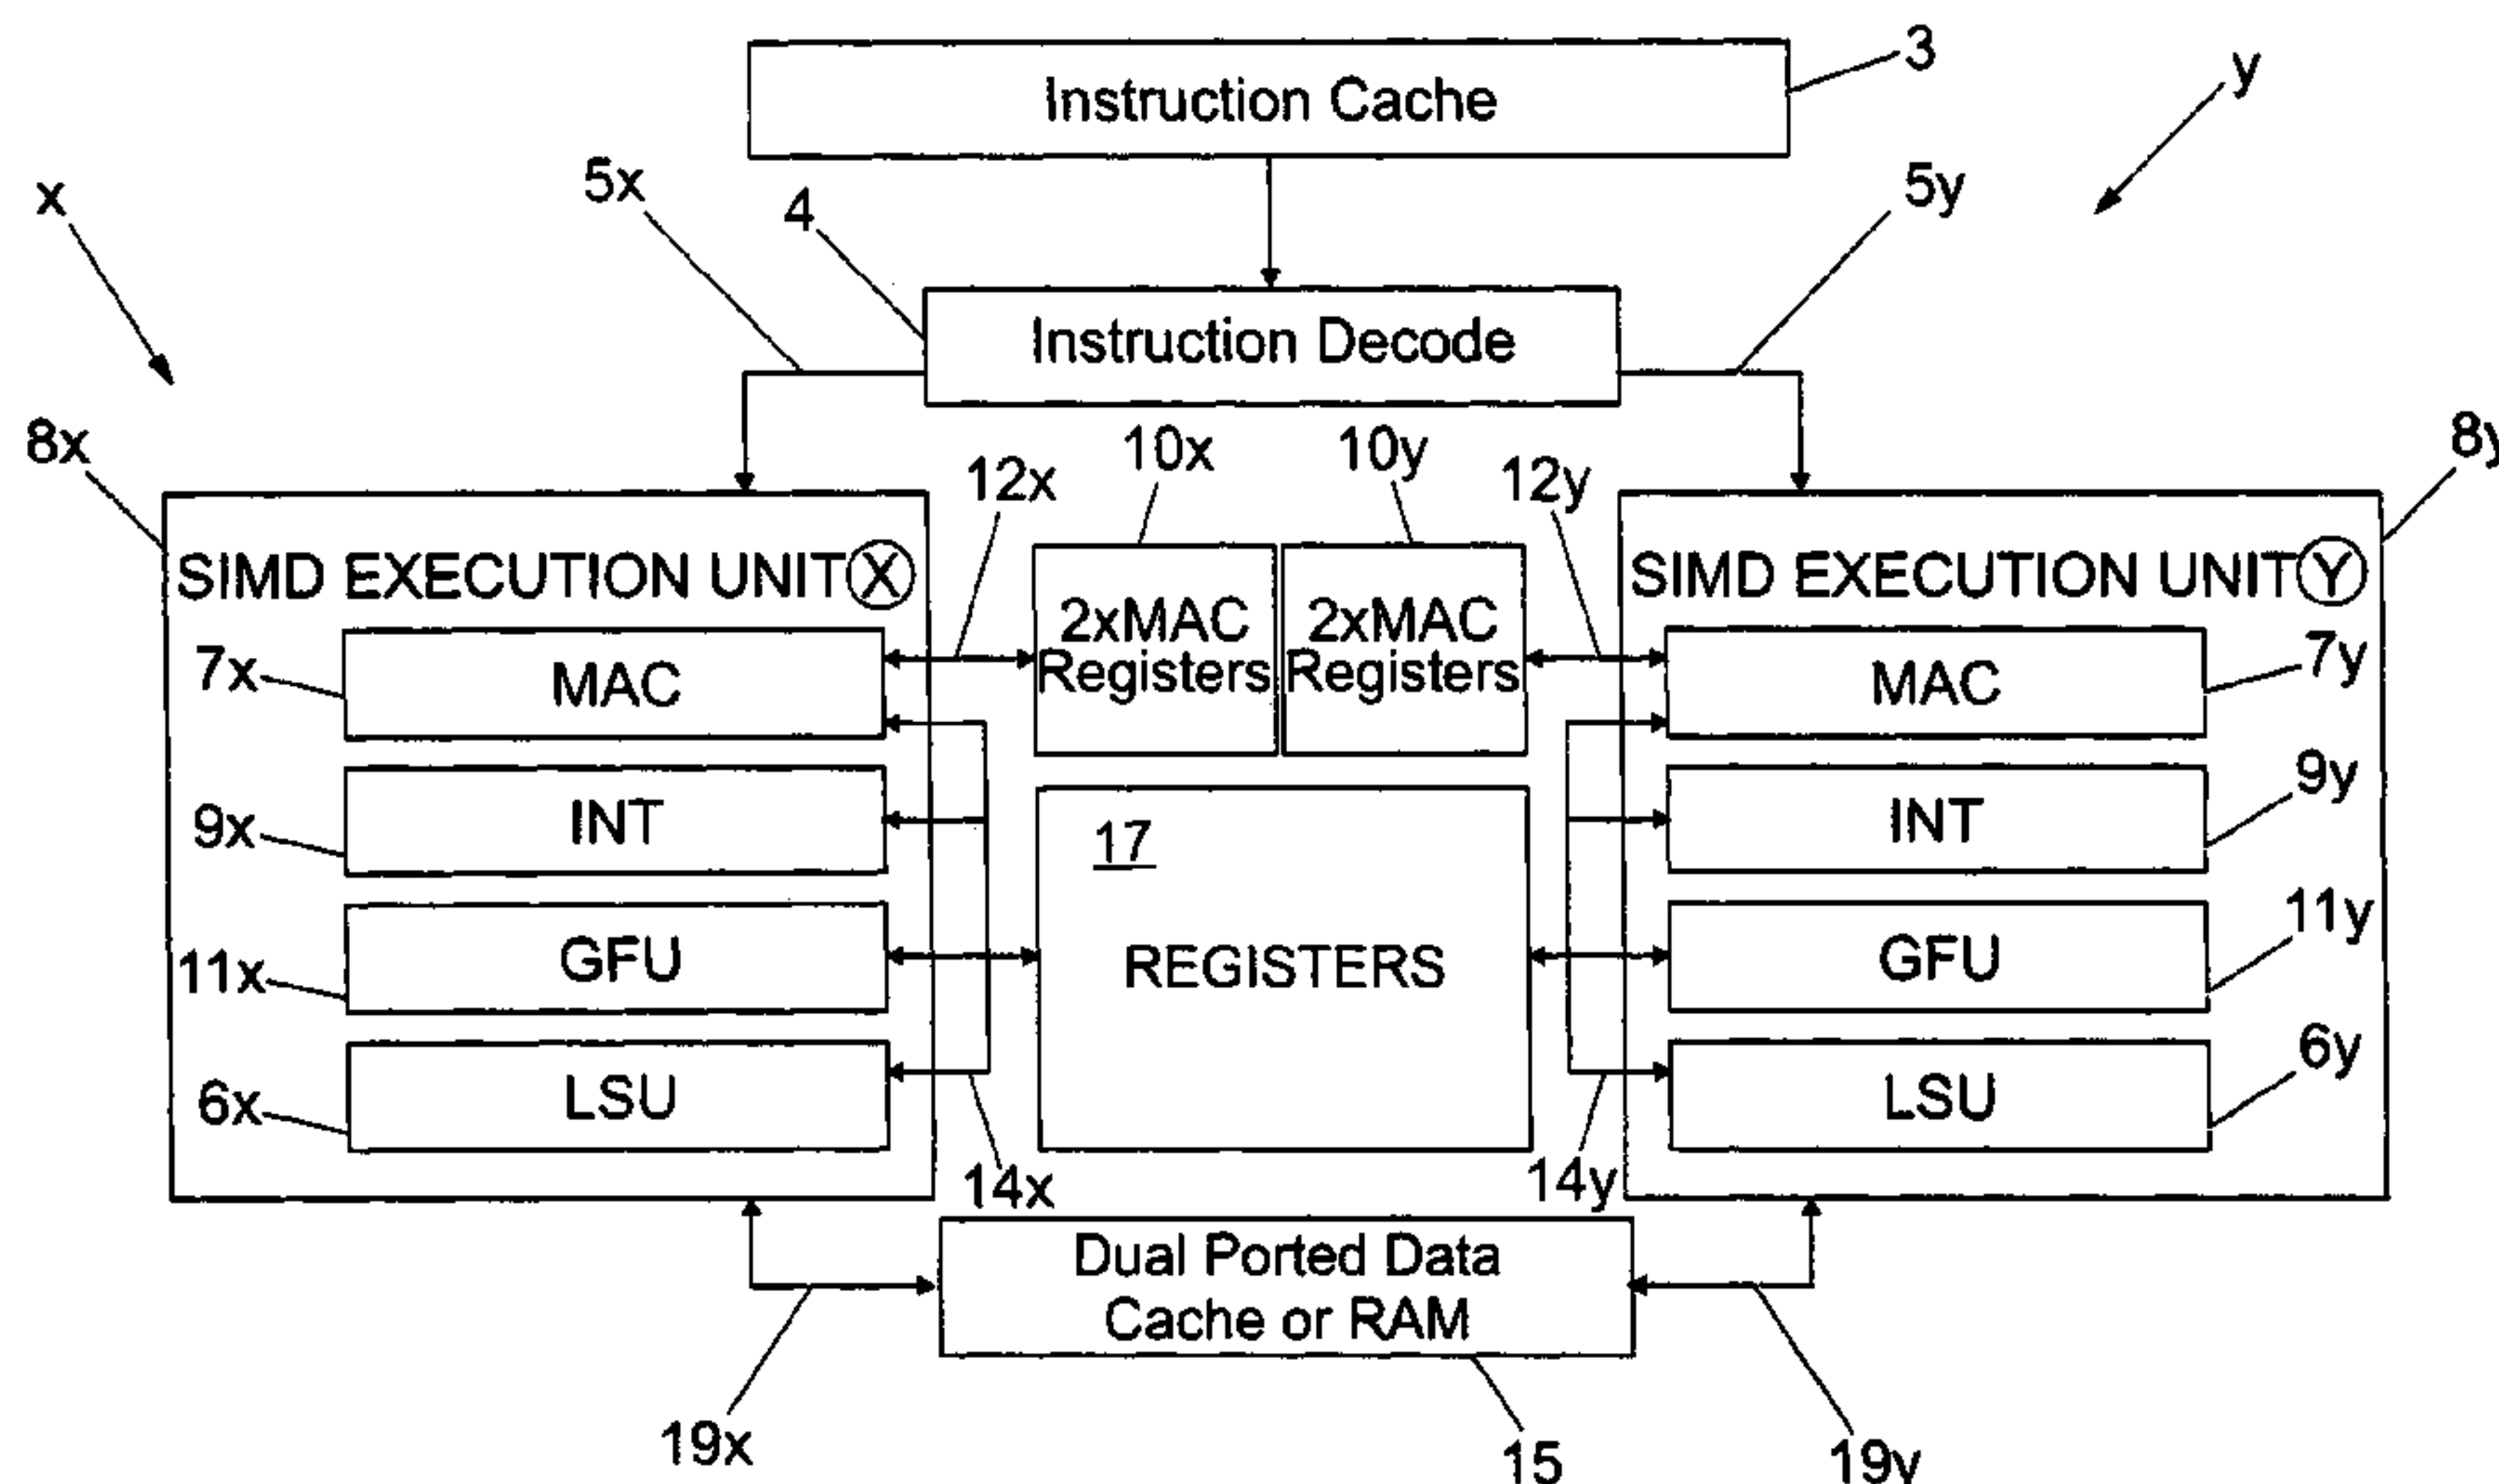 3
Instruction Cache
y
5x
5y
x
4
Instruction Decode
8x
10x
10y
8y
12x
12y
SIMD EXECUTION UNIT X
2xMAC
Registers
2xMAC
Registers
SIMD EXECUTION UNIT Y
7x
MAC
MAC
7y
9x
INT
17
INT
9y
11x
GFU
REGISTERS
GFU
11y
6x
LSU
LSU
6y
14x
14y
Dual Ported Data
Cache or RAM
19x
15
19y